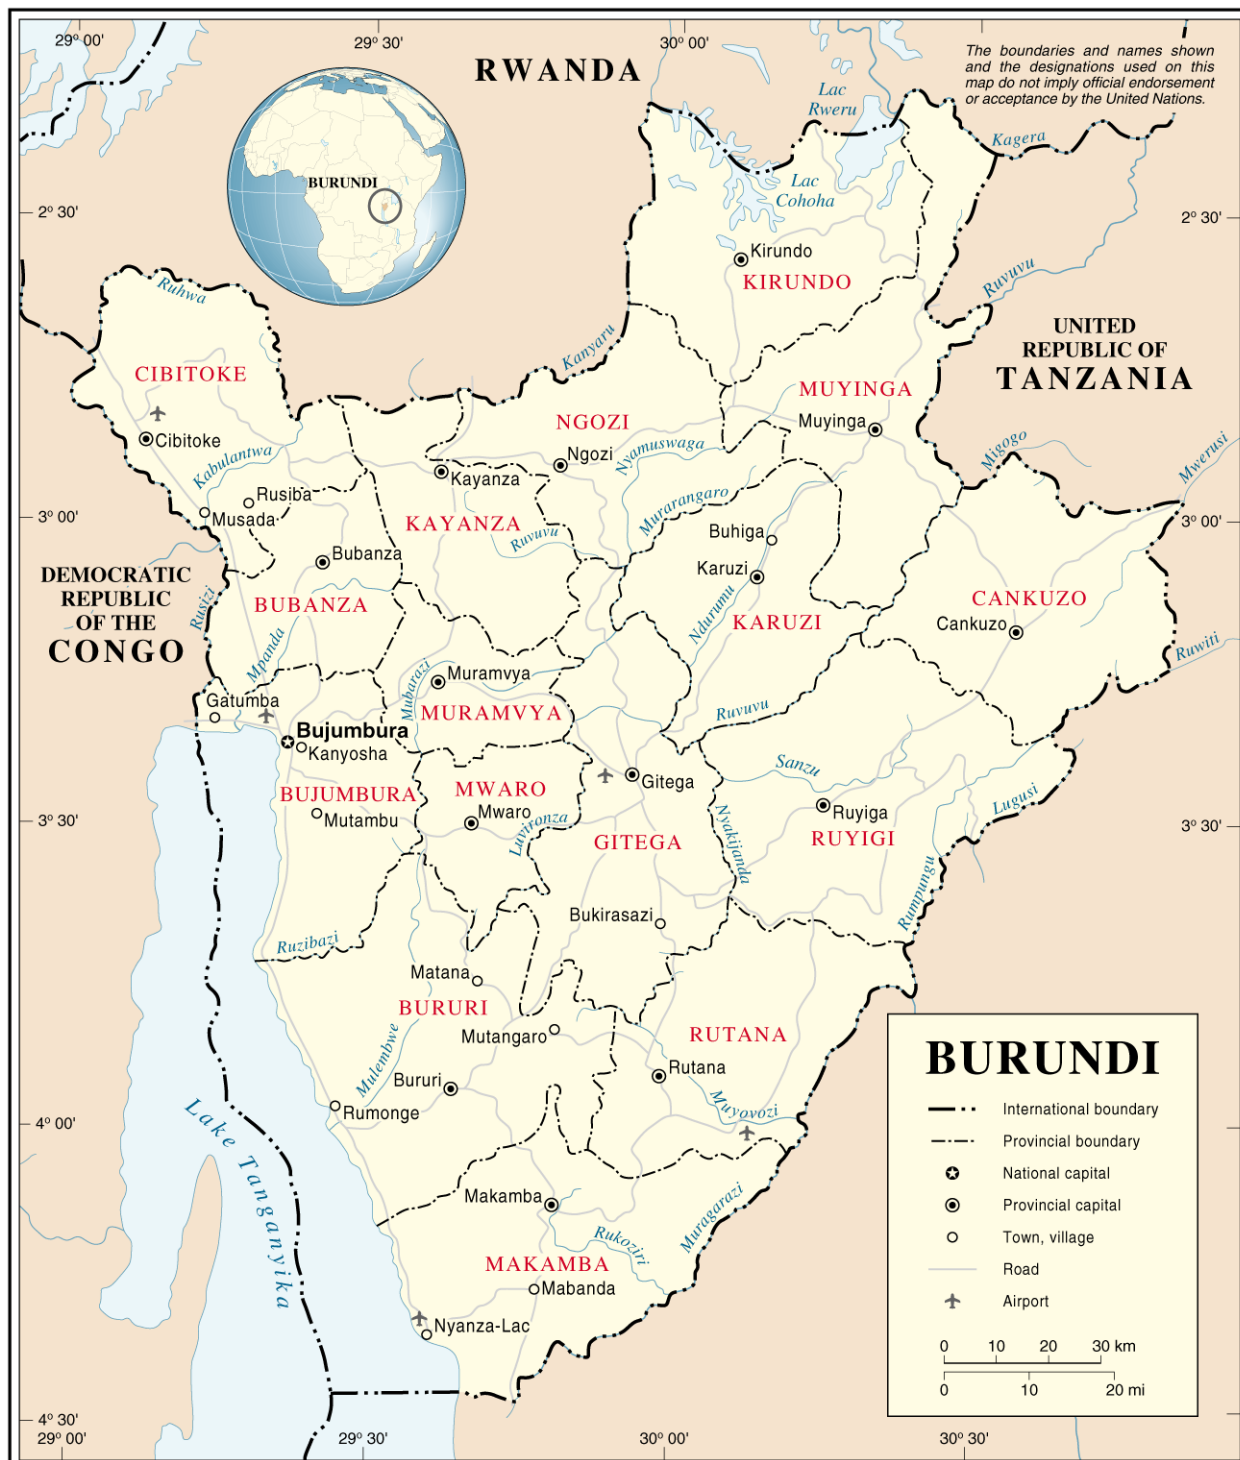 29° 00'
29° 30'
30° 00'
The boundaries and names shown
and the designations used on this
map do not imply official endorsement
or acceptance by the United Nations.
RWANDA
Lac
Rweru
Kagera
BURUNDI
Lac
Cohoha
2° 30'
2° 30'
Kirundo
KIRUNDO
Ruvuvu
Ruhwa
Kanyaru
UNITED
REPUBLIC OF
TANZANIA
CIBITOKE
MUYINGA
NGOZI
Muyinga
Cibitoke
Nyamuswaga
Ngozi
Migogo
Mwerusi
Kabulantwa
Kayanza
Rusiba
Musada
Murarangaro
3° 00'
3° 00'
KAYANZA
Ruvuvu
Buhiga
Bubanza
Karuzi
DEMOCRATIC
REPUBLIC
OF THE
CONGO
Rusizi
BUBANZA
Ndurumu
KARUZI
CANKUZO
Cankuzo
Mpanda
Ruwiti
Mubarazi
Muramvya
Gatumba
MURAMVYA
Ruvuvu
Bujumbura
Kanyosha
Sanzu
Gitega
BUJUMBURA
MWARO
Lugusi
Mutambu
Mwaro
Luvironza
Nyakijanda
Ruyiga
3° 30'
3° 30'
GITEGA
RUYIGI
Rumpungu
Bukirasazi
Ruzibazi
Matana
BURURI
Mutangaro
RUTANA
Mulembwe
Bururi
Rutana
Rumonge
Muyovozi
4° 00'
Lake Tanganyika
Makamba
Muragarazi
Rukoziri
MAKAMBA
Mabanda
Nyanza-Lac
BURUNDI
International boundary
Provincial boundary
National capital
Provincial capital
Town, village
Road
Airport
0 10 20 30 km
0 10 20 mi
4° 30'
29° 00'
29° 30'
30° 00'
30° 30'